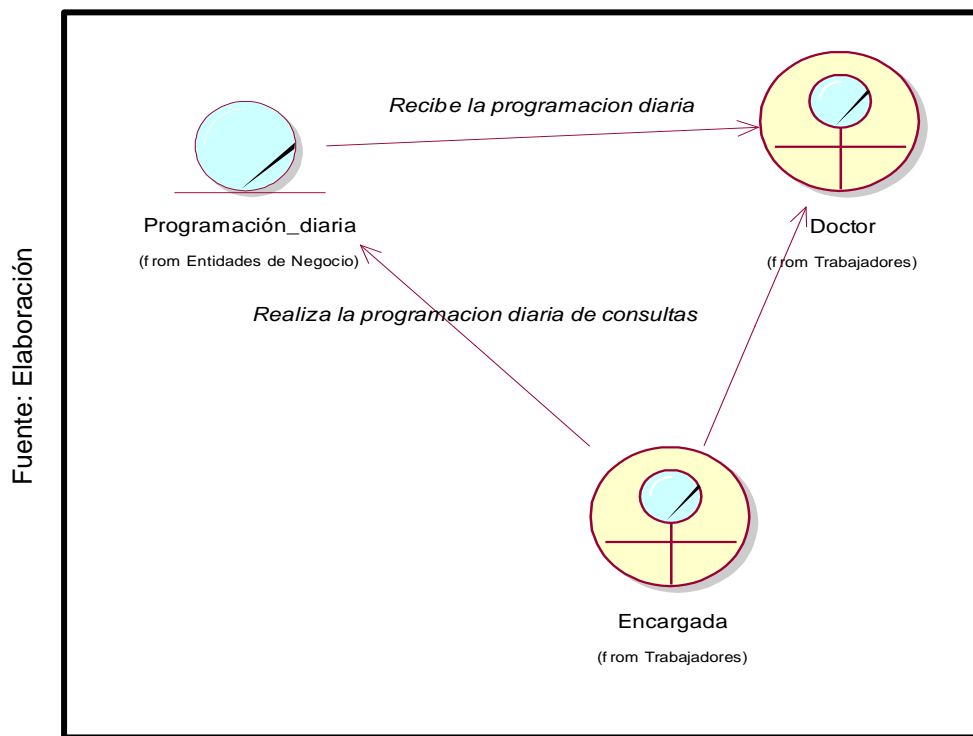 Recibe la programacion diaria
Programación_diaria
(from Entidades de Negocio)
Doctor
(from Trabajadores)
Realiza la programacion diaria de consultas
Encargada
(from Trabajadores)
Fuente: Elaboración